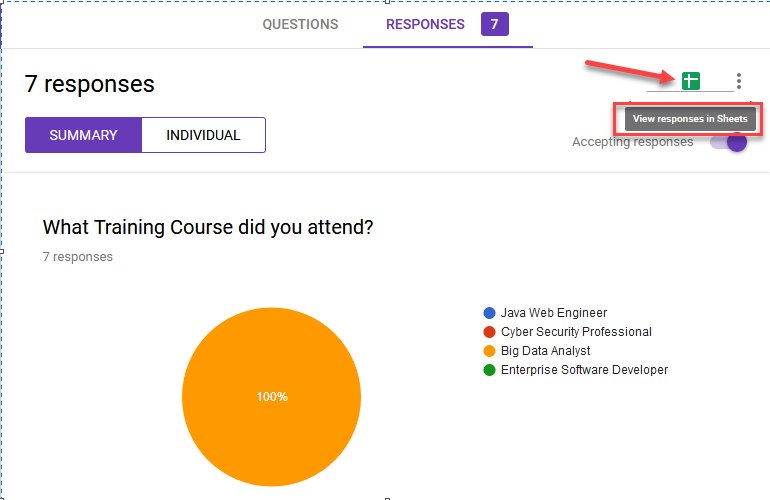 QUESTIONS RESPONSES 7
7 responses
View responses in Sheets
SUMMARY INDIVIDUAL
Accepting responses
What Training Course did you attend?
7 responses
Java Web Engineer
Cyber Security Professional
Big Data Analyst
Enterprise Software Developer
100%